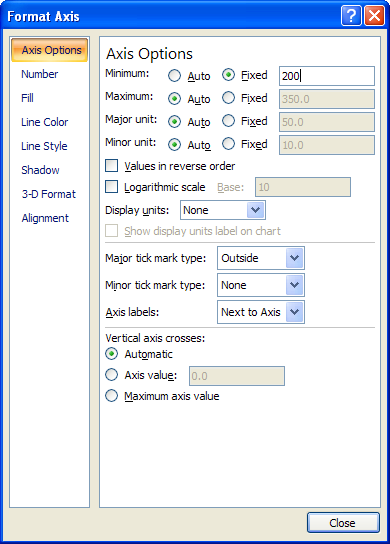 Format Axis
Axis Options
Number
Fill
Line Color
Line Style
Shadow
3-D Format
Alignment
Axis Options
Minimum: Auto Fixed 200
Maximum: Auto Fixed 350.0
Major unit: Auto Fixed 50.0
Minor unit: Auto Fixed 10.0
Values in reverse order
Logarithmic scale Base: 10
Display units: None
Show display units label on chart
Major tick mark type: Outside
Minor tick mark type: None
Axis labels: Next to Axis
Vertical axis crosses:
Automatic
Axis value: 0.0
Maximum axis value
Close